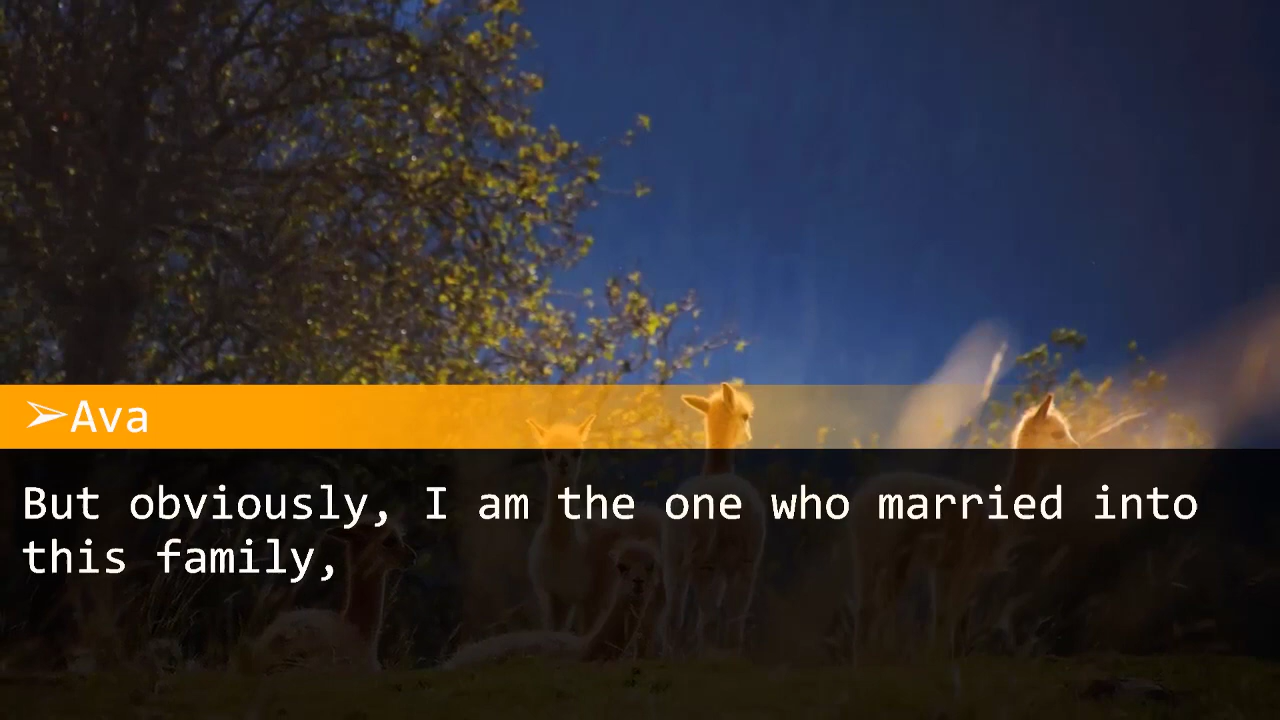 ➢Ava
But obviously, I am the one who married into
this family,